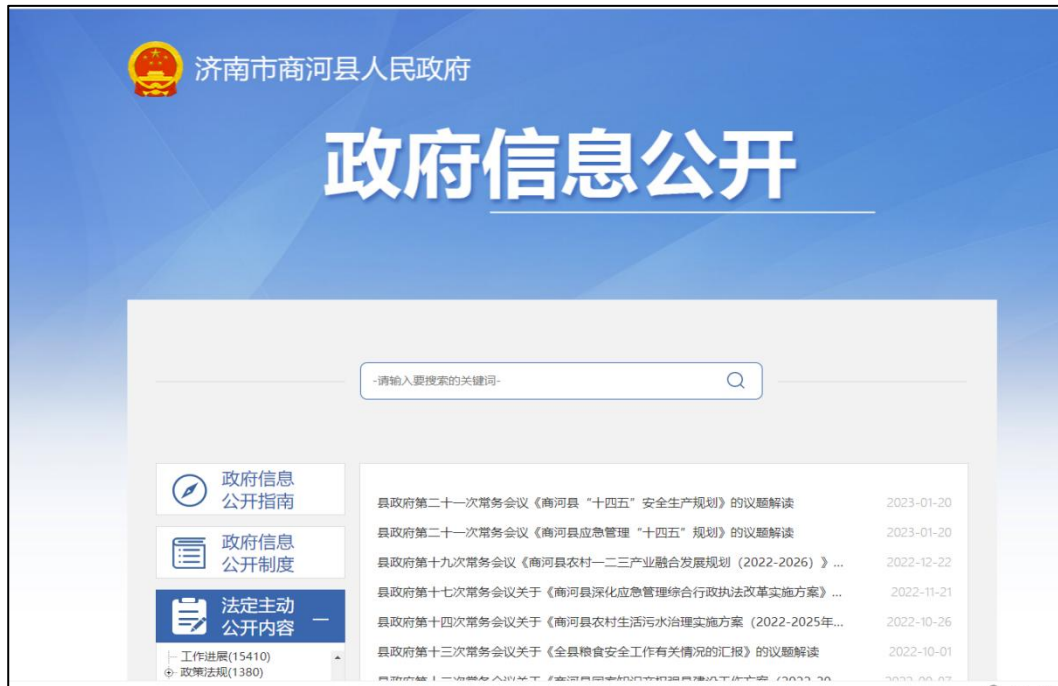 济南市商河县人民政府
政府信息公开
-请输入要搜索的关键词-
政府信息
公开指南
政府信息
公开制度
法定主动
公开内容
工作进展(15410)
政策法规(1380)
县政府第二十一次常务会议《商河县“十四五”安全生产规划》的议题解读 2023-01-20
县政府第二十一次常务会议《商河县应急管理“十四五”规划》的议题解读 2023-01-20
县政府第十九次常务会议《商河县农村一二三产业融合发展规划（2022-2026）》... 2022-12-22
县政府第十七次常务会议关于《商河县深化应急管理综合行政执法改革实施方案》... 2022-11-21
县政府第十四次常务会议关于《商河县农村生活污水治理实施方案（2022-2025年... 2022-10-26
县政府第十三次常务会议关于《全县粮食安全工作有关情况的汇报》的议题解读 2022-10-01